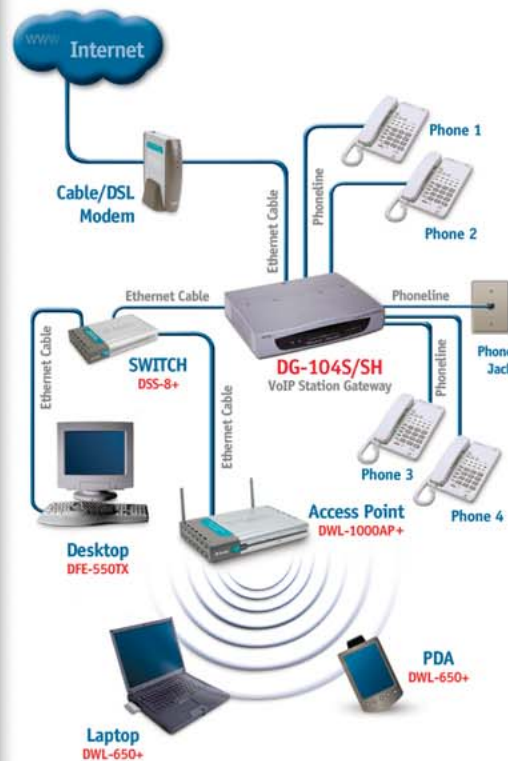 www Internet
Phone 1
Cable/DSL
Modem
Ethernet Cable
Phoneline
Phone 2
Ethernet Cable
Phoneline
Ethernet Cable
SWITCH
DSS-8+
DG-104S/SH
VoIP Station Gateway
Phone
Jack
Ethernet Cable
Phoneline
Phone 3
Phone 4
Desktop
DFE-550TX
Access Point
DWL-1000AP+
PDA
DWL-650+
Laptop
DWL-650+